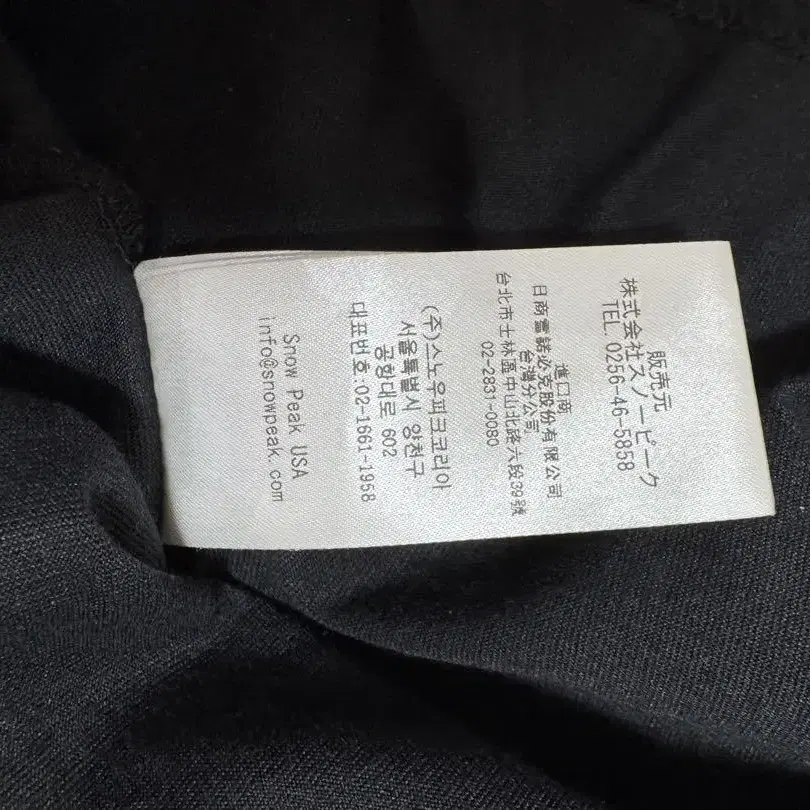 販売元
株式会社スノーピーク
TEL 0256-46-5858
進口商
日商雪諾必克股份有限公司
台灣分公司
台北市士林區中山北路六段39號
02-2831-0080
(주)스노우피크코리아
서울특별시 양천구
공항대로 602
대표번호:02-1661-1958
Snow Peak USA
info@snowpeak.com